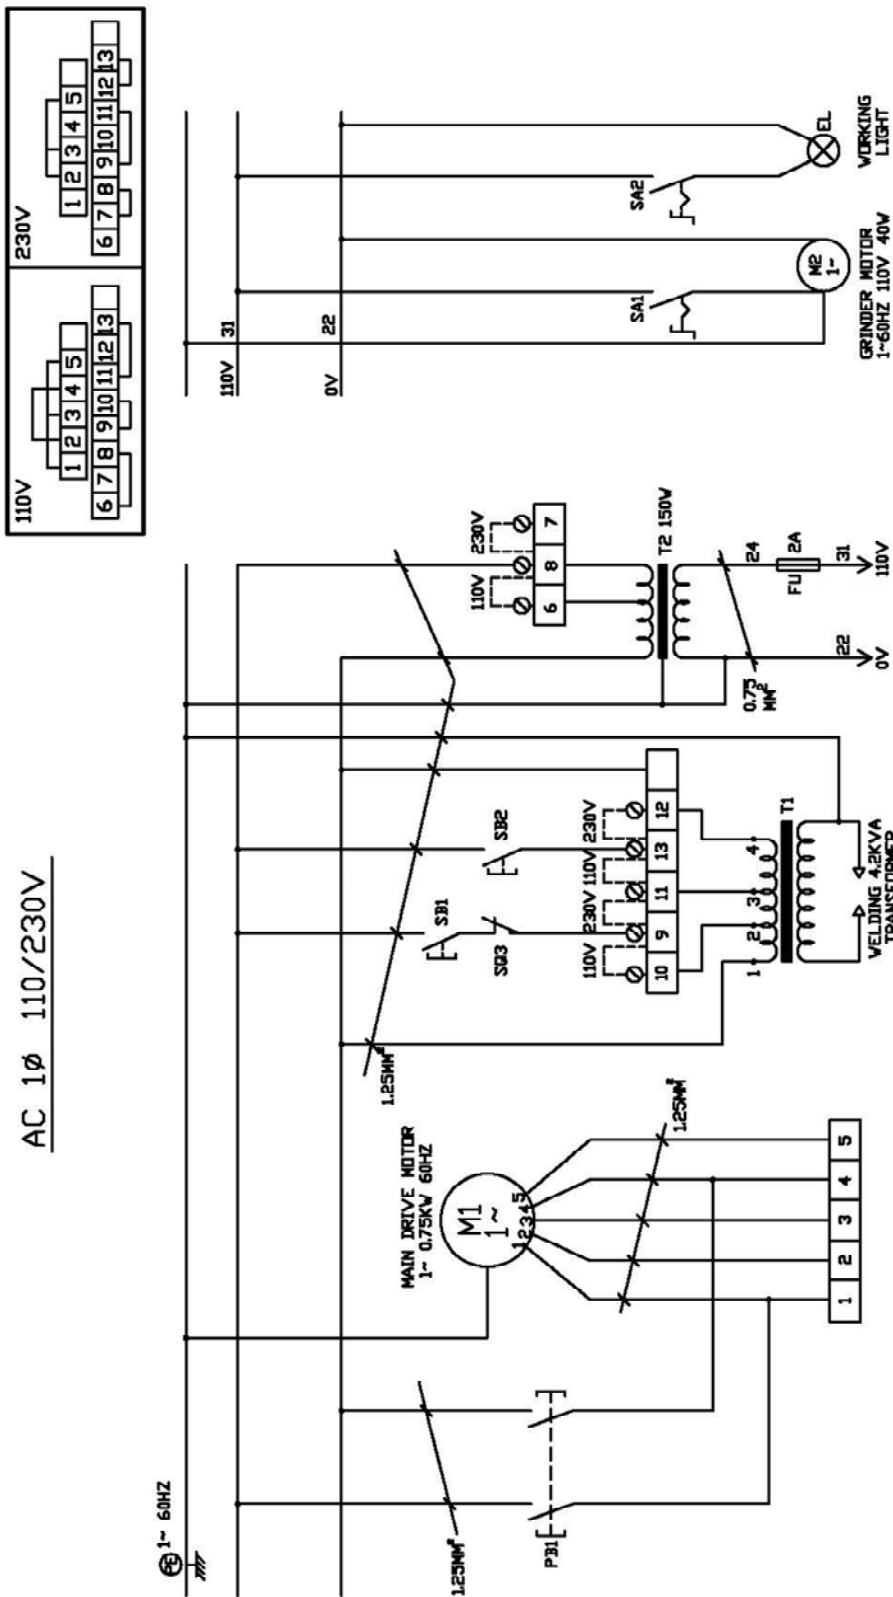 AC 1Ø 110/230V
110V
1 2 3 4 5
6 7 8 9 10 11 12 13
230V
1 2 3 4 5
6 7 8 9 10 11 12 13
PE 1~ 60HZ
1.25MM²
PB1
MAIN DRIVE MOTOR
1~ 0.75KW 60HZ
M1
1~
1 2 3 4 5
1.25MM²
1 2 3 4 5
1.25MM²
SB1
SQ3
SB2
110V 230V 110V 230V
10 9 11 13 12
1 2 3 4
T1
WELDING 4.2KVA
TRANSFORMER
110V 230V
6 8 7
T2 150W
0.75
MM²
24
FU 2A
22 31
0V 110V
110V 31
0V 22
SA1
SA2
M2
1~
GRINDER MOTOR
1~60HZ 110V 40W
EL
WORKING
LIGHT